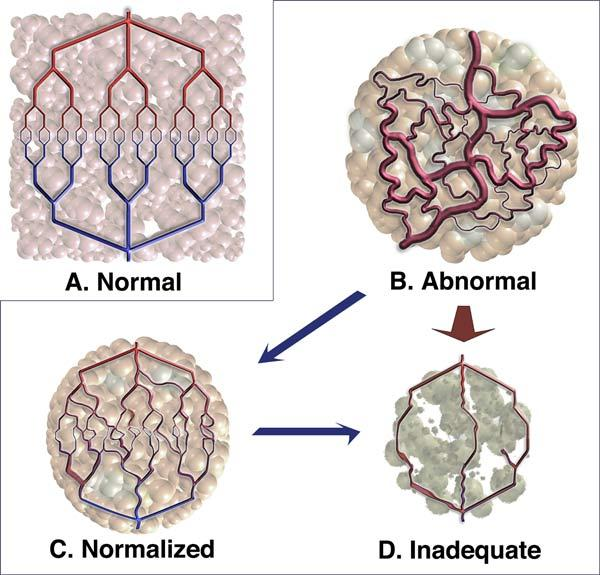 A. Normal
B. Abnormal
C. Normalized
D. Inadequate